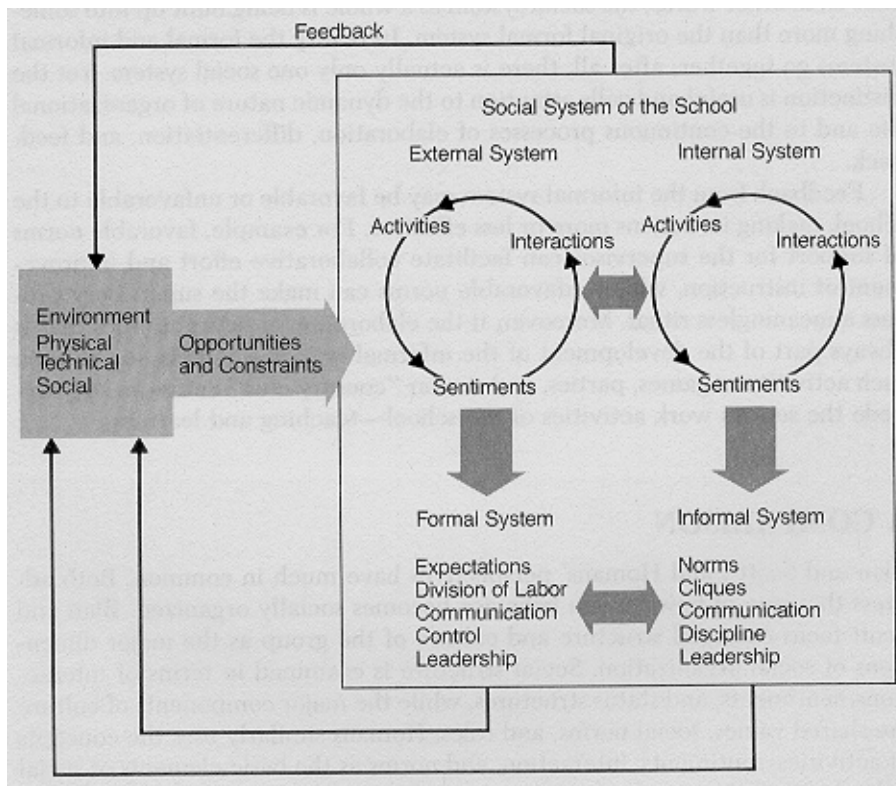 Feedback
Social System of the School
External System
Internal System
Activities
Interactions
Sentiments
Activities
Interactions
Sentiments
Environment
Physical
Technical
Social
Opportunities
and Constraints
Formal System
Expectations
Division of Labor
Communication
Control
Leadership
Informal System
Norms
Cliques
Communication
Discipline
Leadership